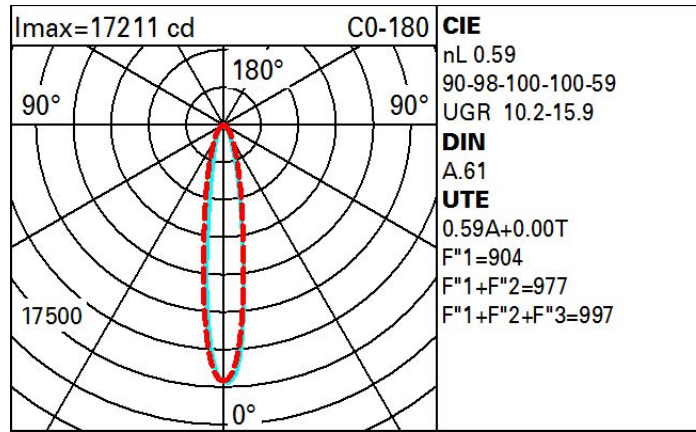 Imax=17211 cd C0-180
180°
90° 90°
17500
0°
CIE
nL 0.59
90-98-100-100-59
UGR 10.2-15.9
DIN
A.61
UTE
0.59A+0.00T
F"1=904
F"1+F"2=977
F"1+F"2+F"3=997